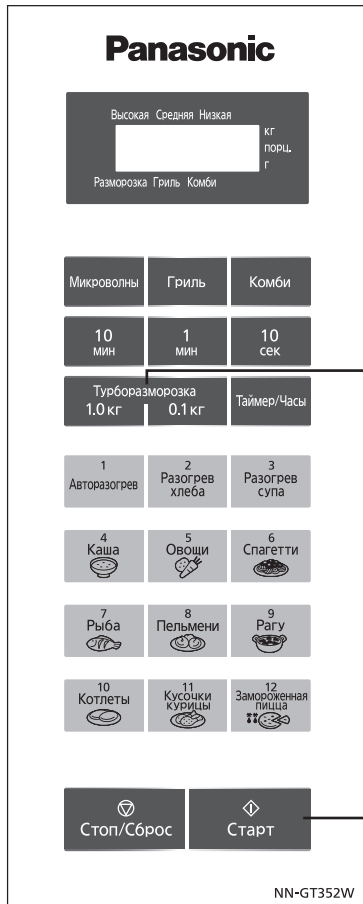 Panasonic
Высокая Средняя Низкая
кг
порц.
г
Разморозка Гриль Комби
Микроволны Гриль Комби
10 1 10
мин мин сек
Турборазморозка
1.0 кг 0.1 кг Таймер/Часы
1 2 3
Авторазогрев Разогрев Разогрев
хлеба супа
4 5 6
Каша Овощи Спагетти
7 8 9
Рыба Пельмени Рагу
10 11 12
Котлеты Кусочки Замороженная
курицы пицца
Стоп/Сброс Старт
NN-GT352W